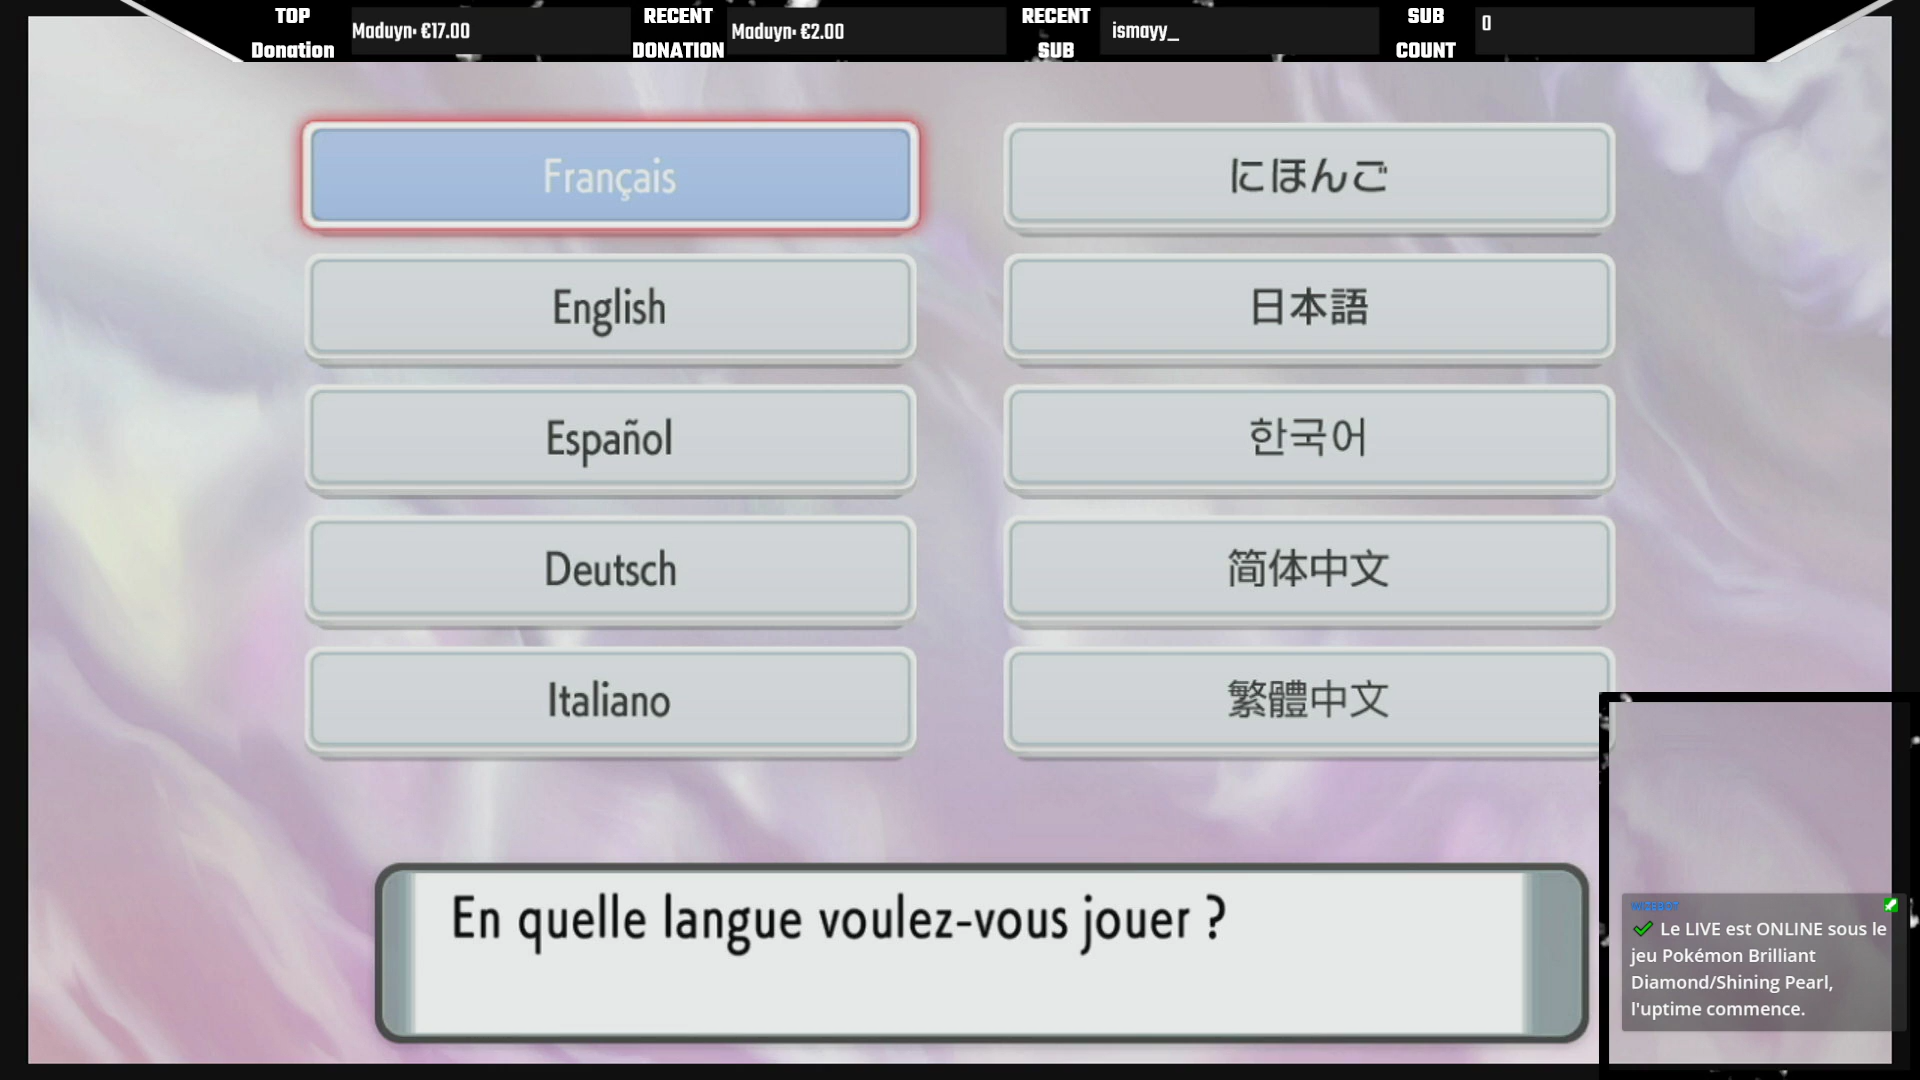 TOP
Donation
Maduyn: €17.00
RECENT
DONATION
Maduyn: €2.00
RECENT
SUB
ismayy_
SUB
COUNT
0
Français
English
Español
Deutsch
Italiano
にほんご
日本語
한국어
简体中文
繁體中文
En quelle langue voulez-vous jouer ?
Le LIVE est ONLINE sous le
jeu Pokémon Brilliant
Diamond/Shining Pearl,
l'uptime commence.